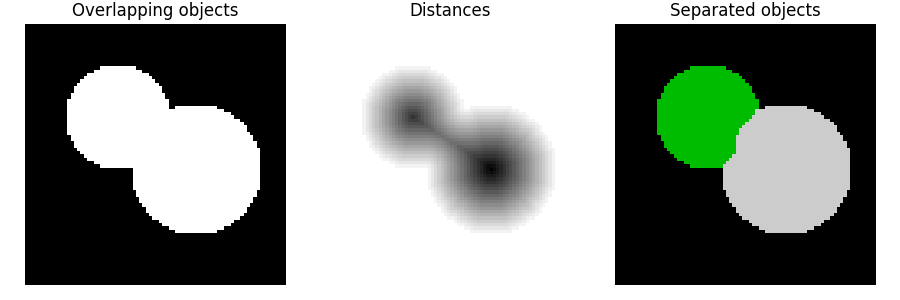 Overlapping objects
Distances
Separated objects